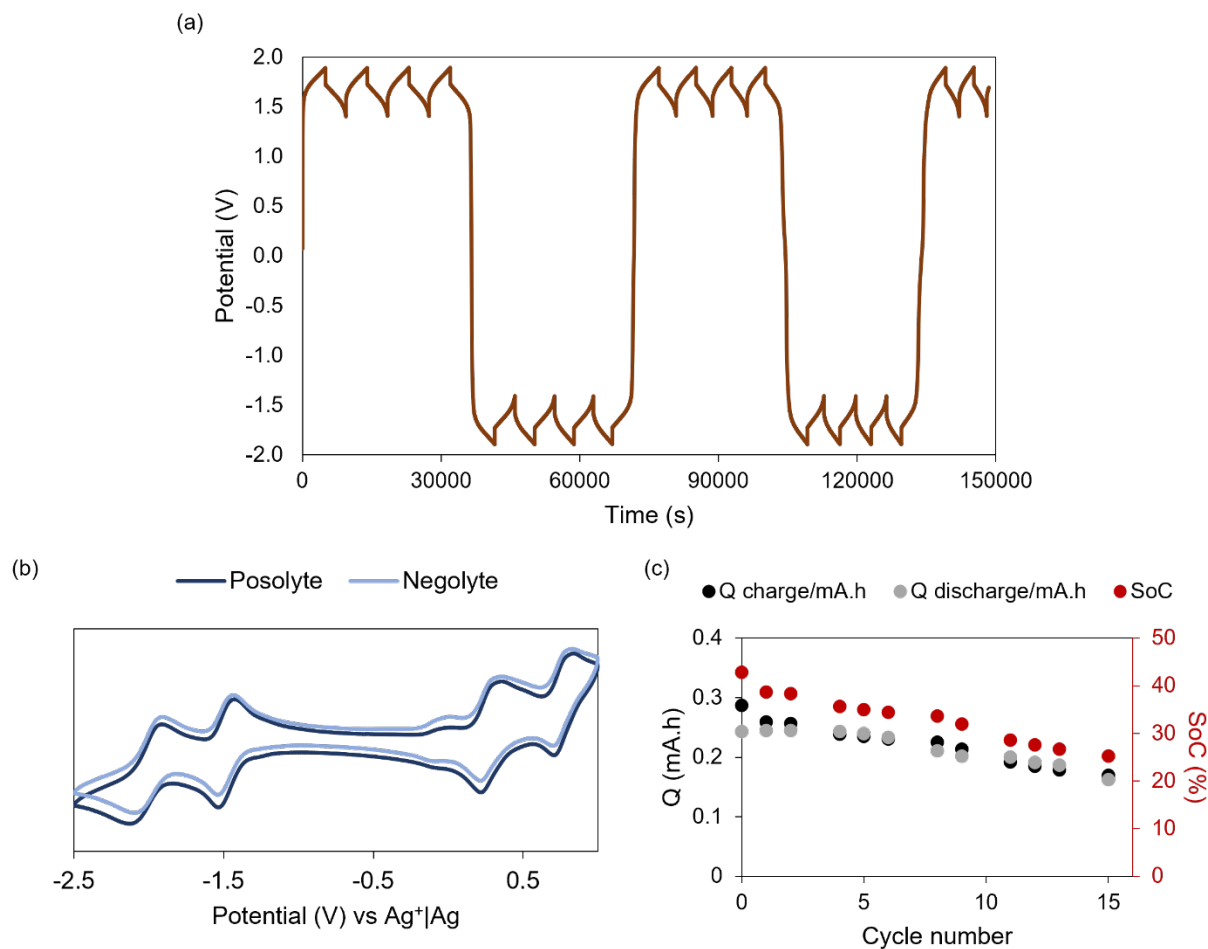 (a)
2.0
1.5
1.0
0.5
0.0
-0.5
-1.0
-1.5
-2.0
Potential (V)
0 30000 60000 90000 120000 150000
Time (s)
(b)
Posolyte Negolyte
-2.5 -1.5 -0.5 0.5
Potential (V) vs Ag⁺|Ag
(c)
Q charge/mA.h Q discharge/mA.h SoC
0.4
0.3
0.2
0.1
0.0
Q (mA.h)
50
40
30
20
10
0
SoC (%)
0 5 10 15
Cycle number